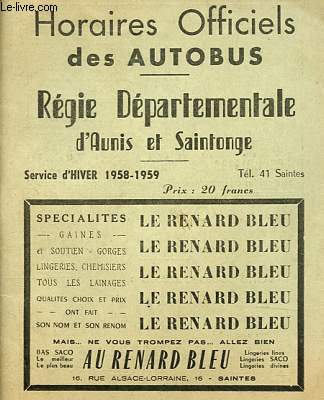 Le-livre.com
Horaires Officiels
des AUTOBUS
Régie Départementale
d'Aunis et Saintonge
Service d'HIVER 1958-1959 Tél. 41 Saintes
Prix : 20 francs
SPECIALITES LE RENARD BLEU
— GAINES —
et SOUTIEN - GORGES LE RENARD BLEU
LINGERIES, CHEMISIERS
TOUS LES LAINAGES LE RENARD BLEU
QUALITES CHOIX ET PRIX LE RENARD BLEU
— — ONT FAIT — —
SON NOM ET SON RENOM LE RENARD BLEU
MAIS... NE VOUS TROMPEZ PAS... ALLEZ BIEN
BAS SACO
Le meilleur
Le plus beau
AU RENARD BLEU
Lingeries fines
Lingeries SACO
Lingeries divines
16, RUE ALSACE-LORRAINE, 16 - SAINTES